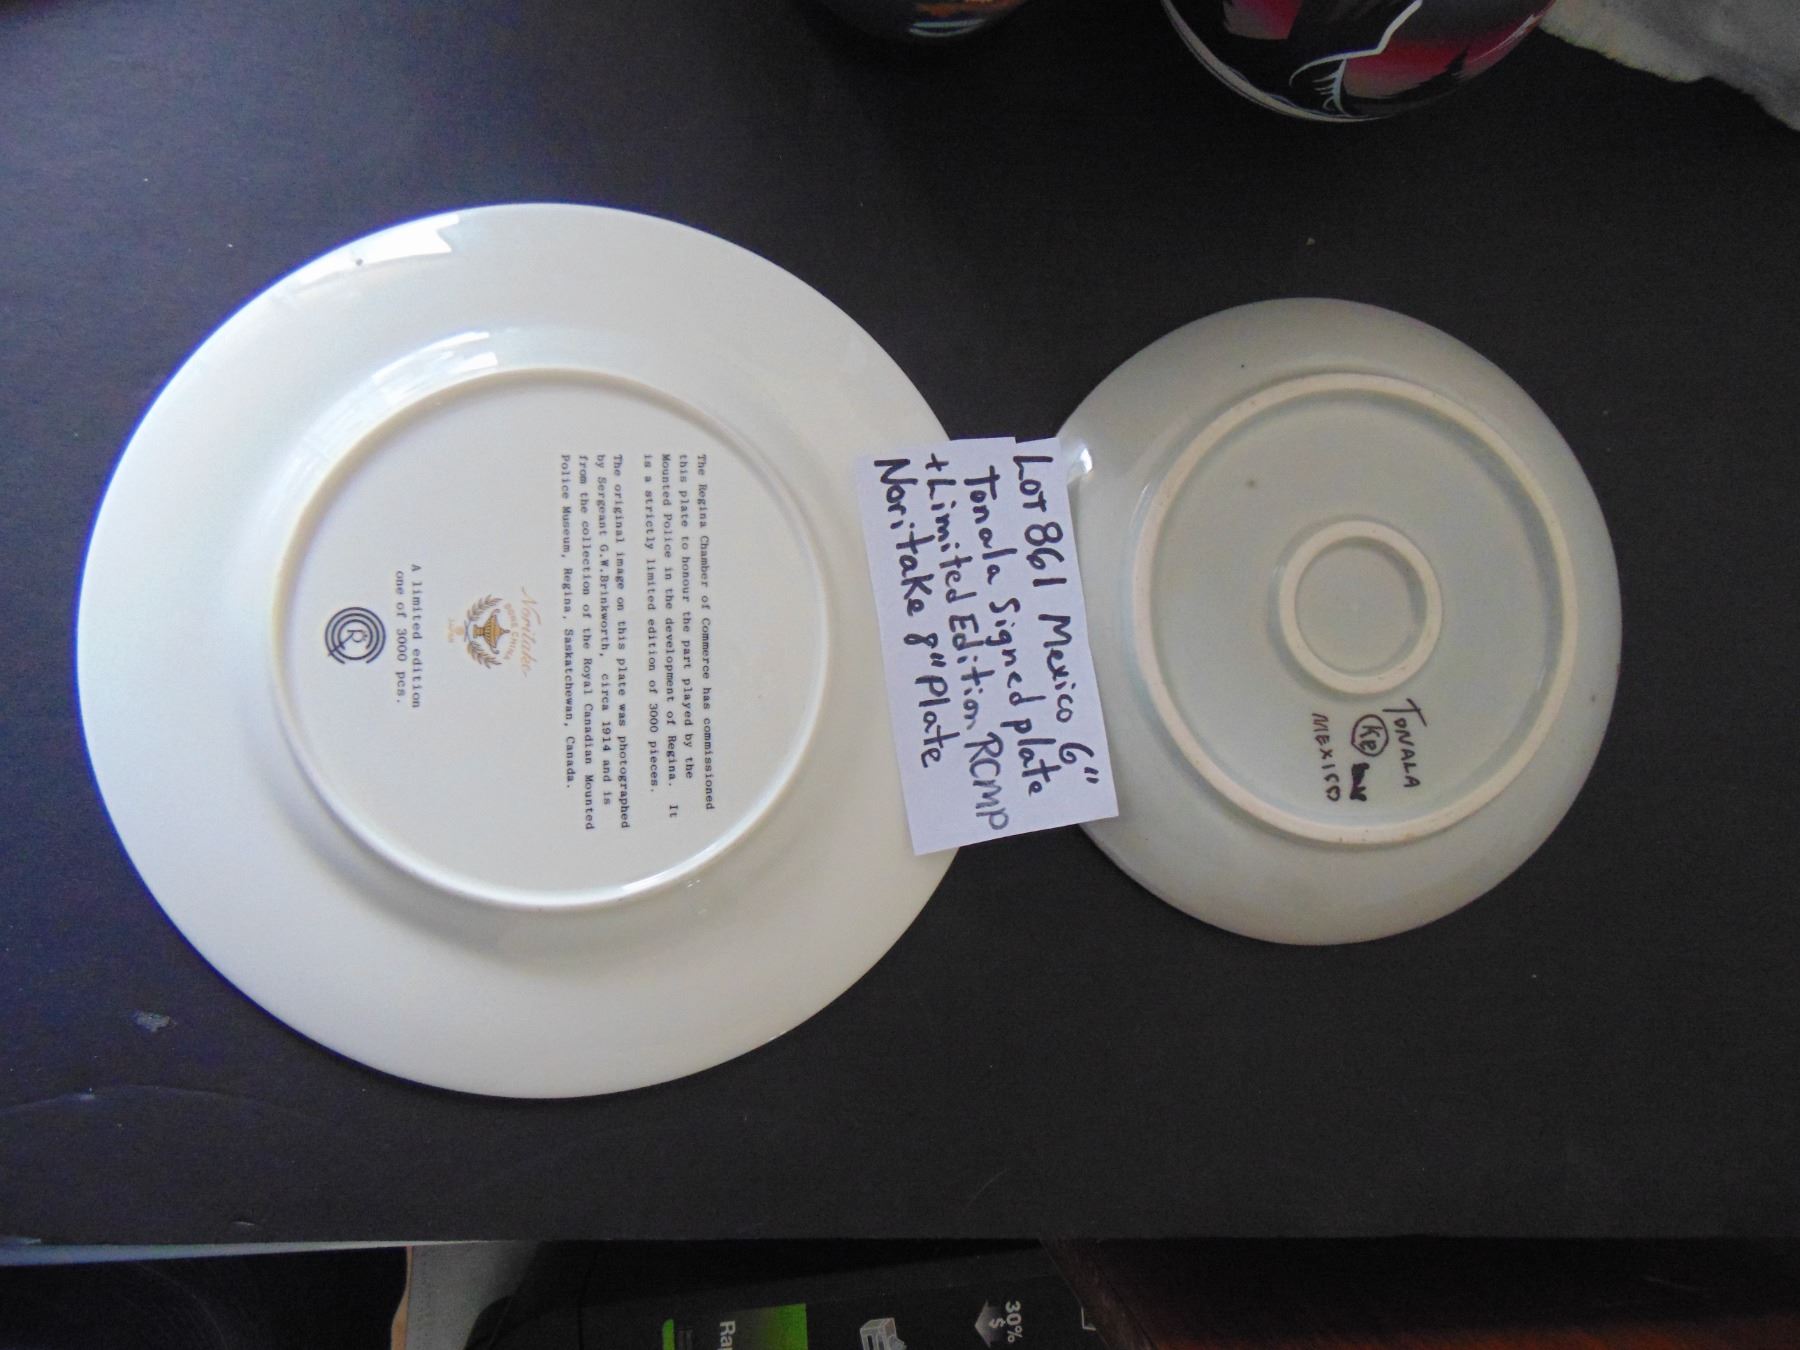 The Regina Chamber of Commerce has commissioned
this plate to honour the part played by the
Mounted Police in the development of Regina. It
is a strictly limited edition of 3000 pieces.
The original image on this plate was photographed
by Sergeant G.W.Brinkworth, circa 1914 and is
from the collection of the Royal Canadian Mounted
Police Museum, Regina, Saskatchewan, Canada.
Noritake
BONE CHINA
JAPAN
A limited edition
one of 3000 pcs.
R
Lot 861 Mexico 6"
Tonala Signed plate
+Limited Edition RCMP
Noritake 8" Plate
TONALA
KE
MEXICO
30%
$